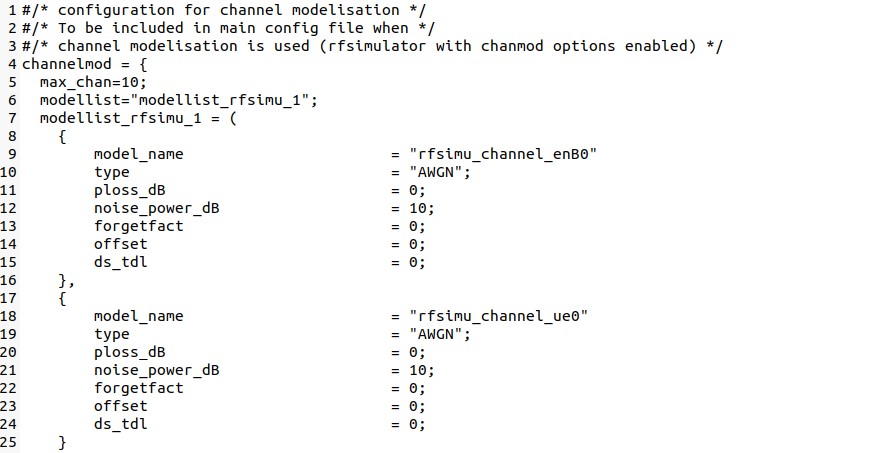 1 #/* configuration for channel modelisation */
2 #/* To be included in main config file when */
3 #/* channel modelisation is used (rfsimulator with chanmod options enabled) */
4 channelmod = {
5   max_chan=10;
6   modellist="modellist_rfsimu_1";
7   modellist_rfsimu_1 = (
8     {
9         model_name                       = "rfsimu_channel_enB0"
10         type                             = "AWGN";
11         ploss_dB                         = 0;
12         noise_power_dB                   = 10;
13         forgetfact                       = 0;
14         offset                           = 0;
15         ds_tdl                           = 0;
16     },
17     {
18         model_name                       = "rfsimu_channel_ue0"
19         type                             = "AWGN";
20         ploss_dB                         = 0;
21         noise_power_dB                   = 10;
22         forgetfact                       = 0;
23         offset                           = 0;
24         ds_tdl                           = 0;
25     }